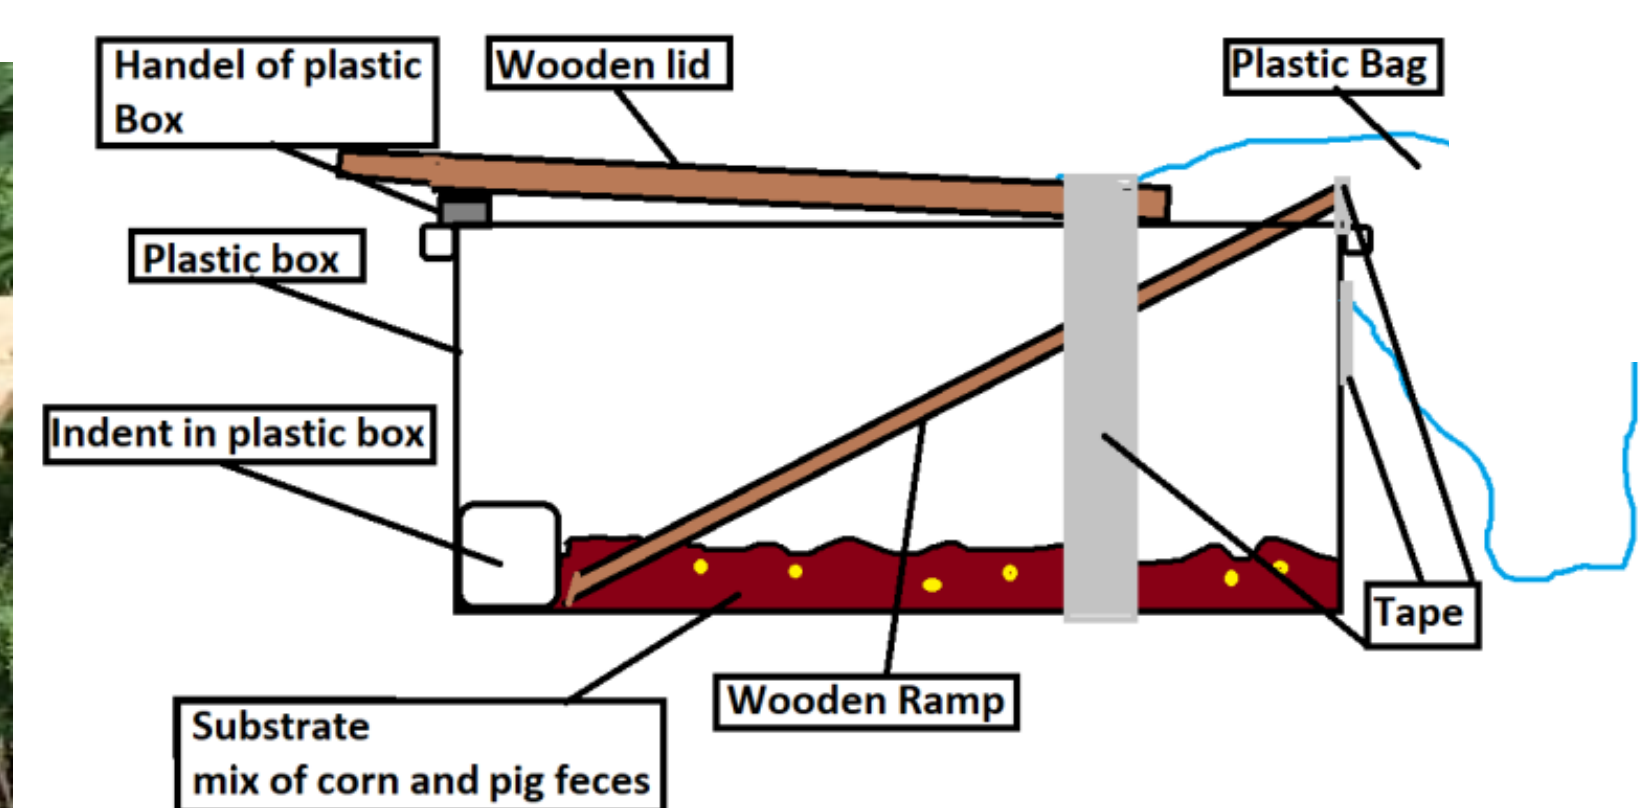 Handel of plastic
Box
Wooden lid
Plastic Bag
Plastic box
Indent in plastic box
Tape
Wooden Ramp
Substrate
mix of corn and pig feces